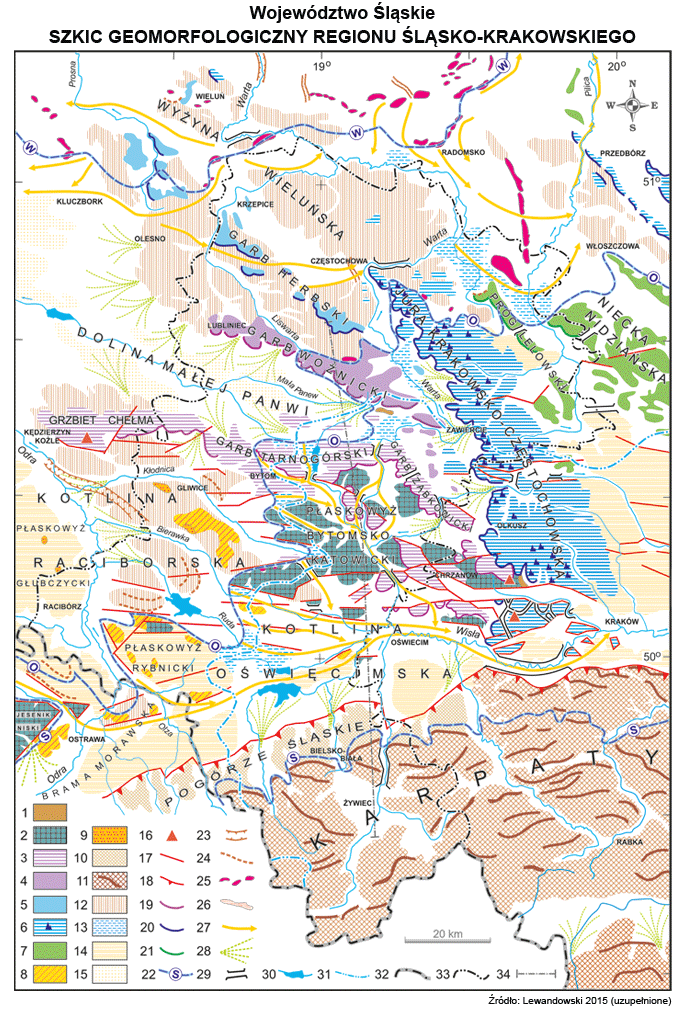 Województwo Śląskie
SZKIC GEOMORFOLOGICZNY REGIONU ŚLĄSKO-KRAKOWSKIEGO
19°
20°
Prosna
WIELUŃ
Warta
W
Pilica
N
W E
S
WYŻYNA
W
W
RADOMSKO
PRZEDBÓRZ
51°
KLUCZBORK
KRZEPICE
WIELUŃSKA
OLESNO
GARB HERBSKI
CZĘSTOCHOWA
Warta
WŁOSZCZOWA
O
JURA KRAKOWSKO-CZĘSTOCHOWSKA
PRÓG LELOWSKI
NIECKA
NIDZIAŃSKA
O
LUBLINIEC
Liswarta
GARB WOŹNICKI
DOLINA MAŁEJ PANWI
Mała Panew
Warta
ZAWIERCIE
GRZBIET CHEŁMA
KĘDZIERZYN
KOŹLE
Odra
O
GARB TARNOGÓRSKI
GARB ZĄBKOWICKI
Kłodnica
GLIWICE
BYTOM
KOTLINA
PŁASKOWYŻ
BYTOMSKO
KATOWICKI
OLKUSZ
PŁASKOWYŻ
Bierawka
RACIBORSKA
GŁUBCZYCKI
CHRZANÓW
RACIBÓRZ
Ruda
KOTLINA
Wisła
KRAKÓW
PŁASKOWYŻ
RYBNICKI
O
OŚWIĘCIM
50°
OŚWIĘCIMSKA
O
JESENIK
NISKI
S
OSTRAWA
Olza
Odra
BRAMA MORAWSKA
POGÓRZE ŚLĄSKIE
BIELSKO-
BIAŁA
S
S
KARPATY
ŻYWIEC
RABKA
20 km
1
2 9 16 23
3 10 17 24
4 11 18 25
5 12 19 26
6 13 20 27
7 14 21 28
8 15 22 S 29 30 31 32 33 34
Źródło: Lewandowski 2015 (uzupełnione)